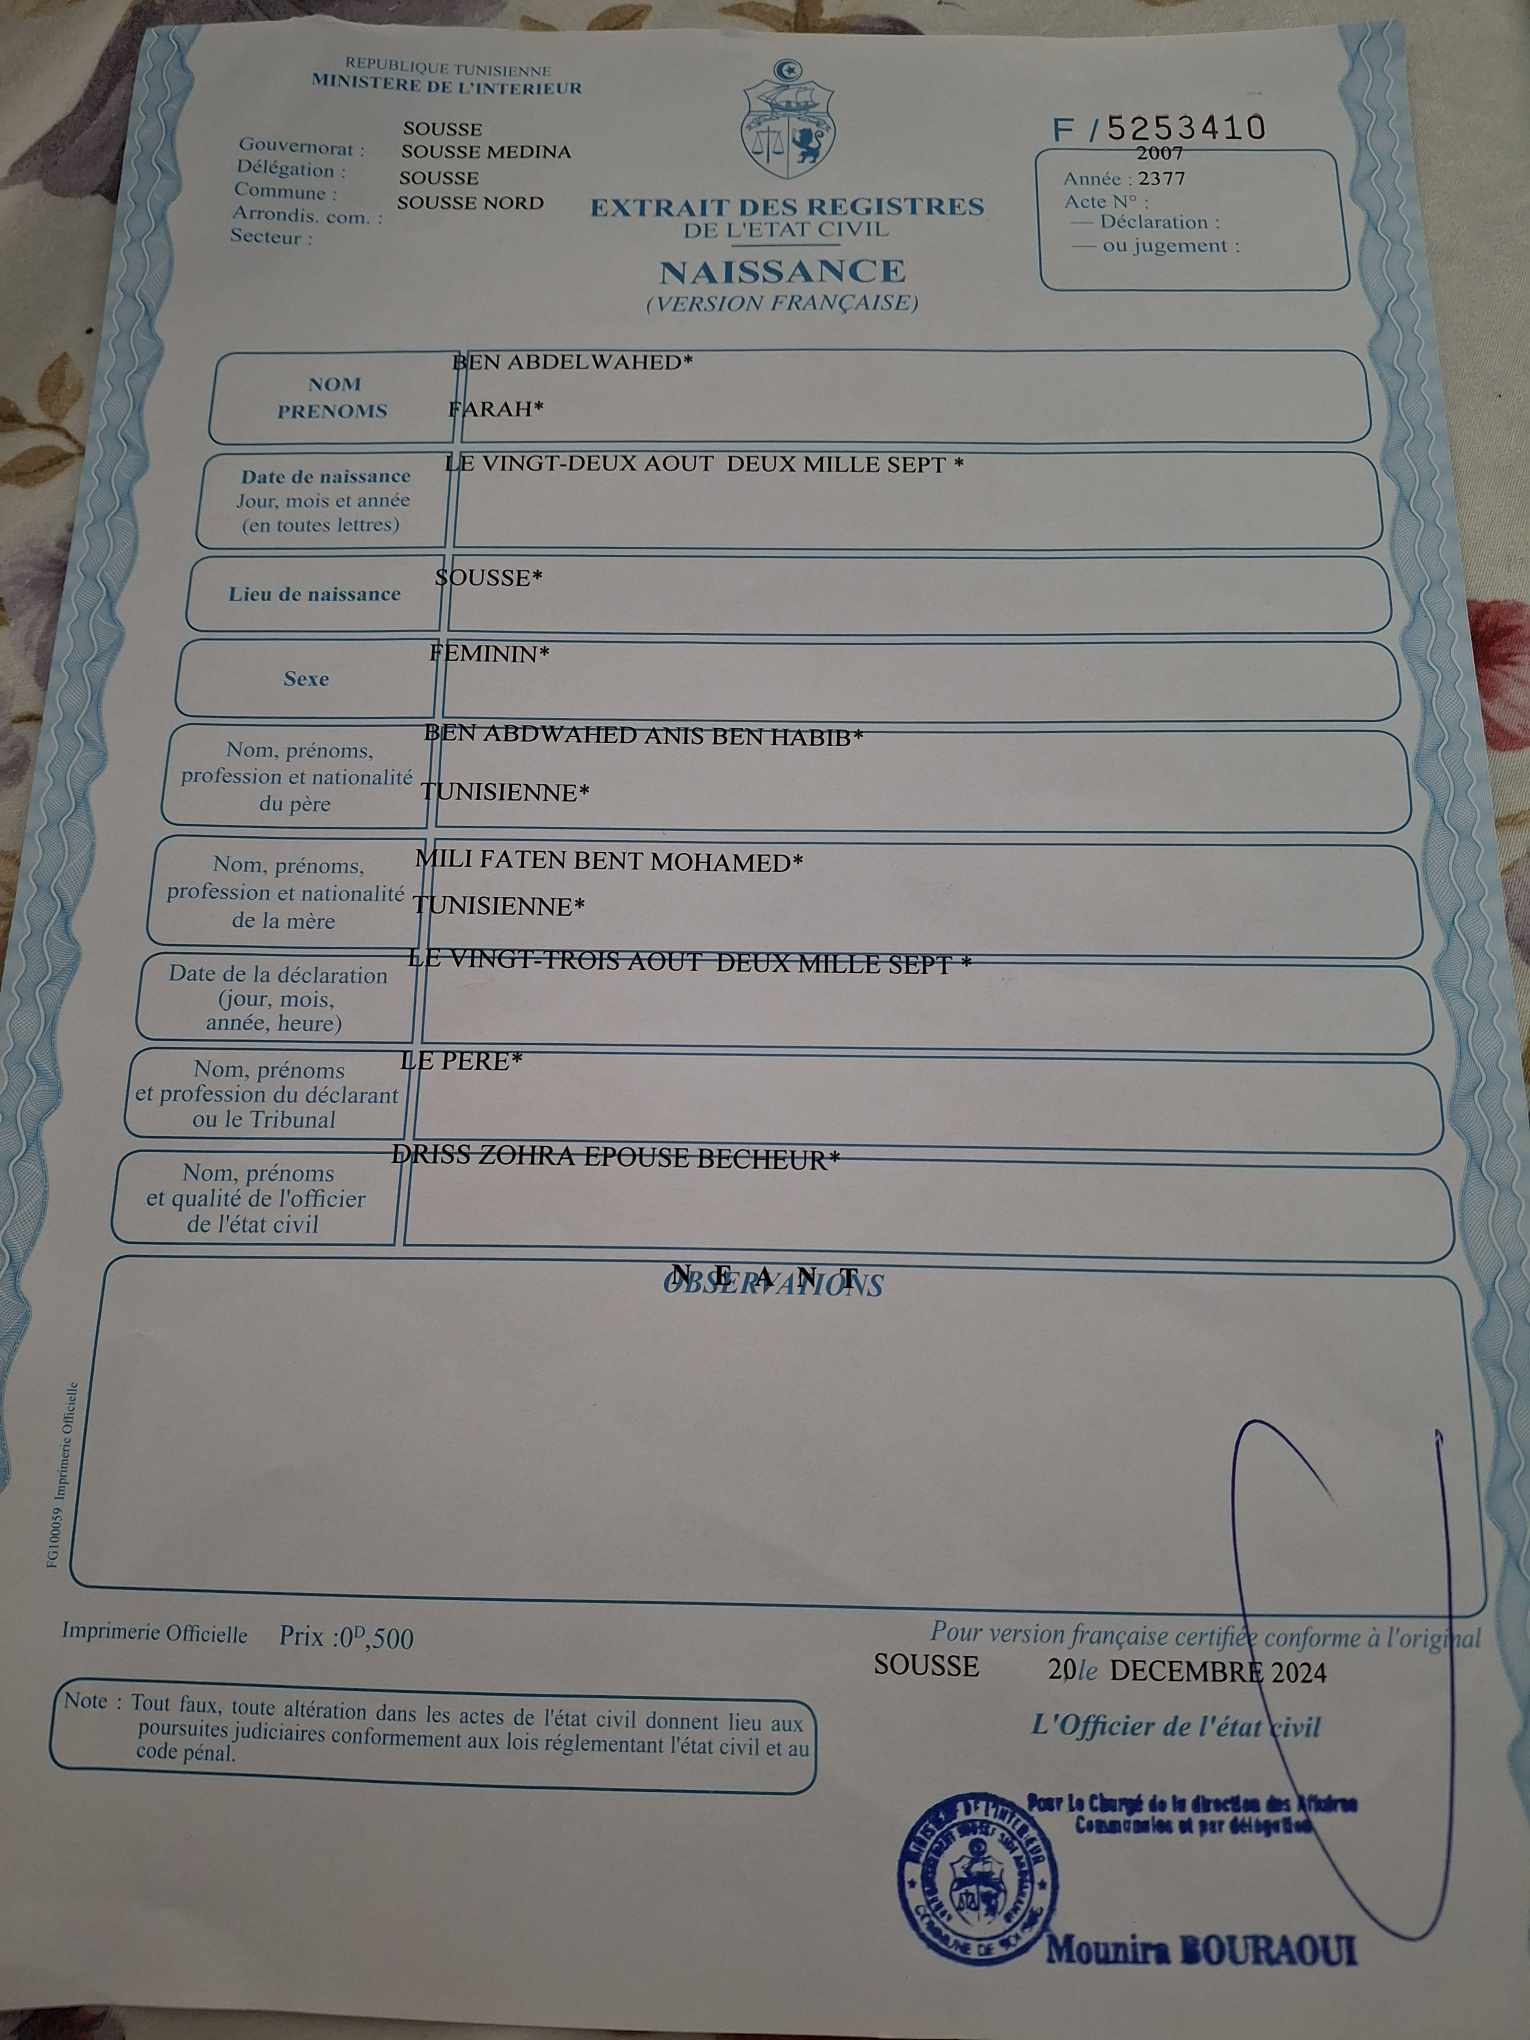 REPUBLIQUE TUNISIENNE
MINISTERE DE L'INTERIEUR
Gouvernorat : SOUSSE
Délégation : SOUSSE MEDINA
Commune : SOUSSE
Arrondis. com. : SOUSSE NORD
Secteur :
EXTRAIT DES REGISTRES
DE L'ETAT CIVIL
NAISSANCE
(VERSION FRANÇAISE)
F / 5253410
2007
Année : 2377
Acte N° :
— Déclaration :
— ou jugement :
NOM
PRENOMS
BEN ABDELWAHED*
FARAH*
Date de naissance
Jour, mois et année
(en toutes lettres)
LE VINGT-DEUX AOUT DEUX MILLE SEPT *
Lieu de naissance
SOUSSE*
Sexe
FEMININ*
Nom, prénoms,
profession et nationalité
du père
BEN ABDWAHED ANIS BEN HABIB*
TUNISIENNE*
Nom, prénoms,
profession et nationalité
de la mère
MILI FATEN BENT MOHAMED*
TUNISIENNE*
Date de la déclaration
(jour, mois,
année, heure)
LE VINGT-TROIS AOUT DEUX MILLE SEPT *
Nom, prénoms
et profession du déclarant
ou le Tribunal
LE PERE*
Nom, prénoms
et qualité de l'officier
de l'état civil
DRISS ZOHRA EPOUSE BECHEUR*
OBSERVATIONS
N E A N T
FG100059 Imprimerie Officielle
Imprimerie Officielle Prix :0D,500
Pour version française certifiée conforme à l'original
SOUSSE 20, le DECEMBRE 2024
L'Officier de l'état civil
Note : Tout faux, toute altération dans les actes de l'état civil donnent lieu aux
poursuites judiciaires conformement aux lois réglementant l'état civil et au
code pénal.
Pour Le Chargé de la direction des Affaires
Communales et par délégation
MINISTERE DE L'INTERIEUR
COMMUNE DE SOUSSE
Mounira BOURAOUI